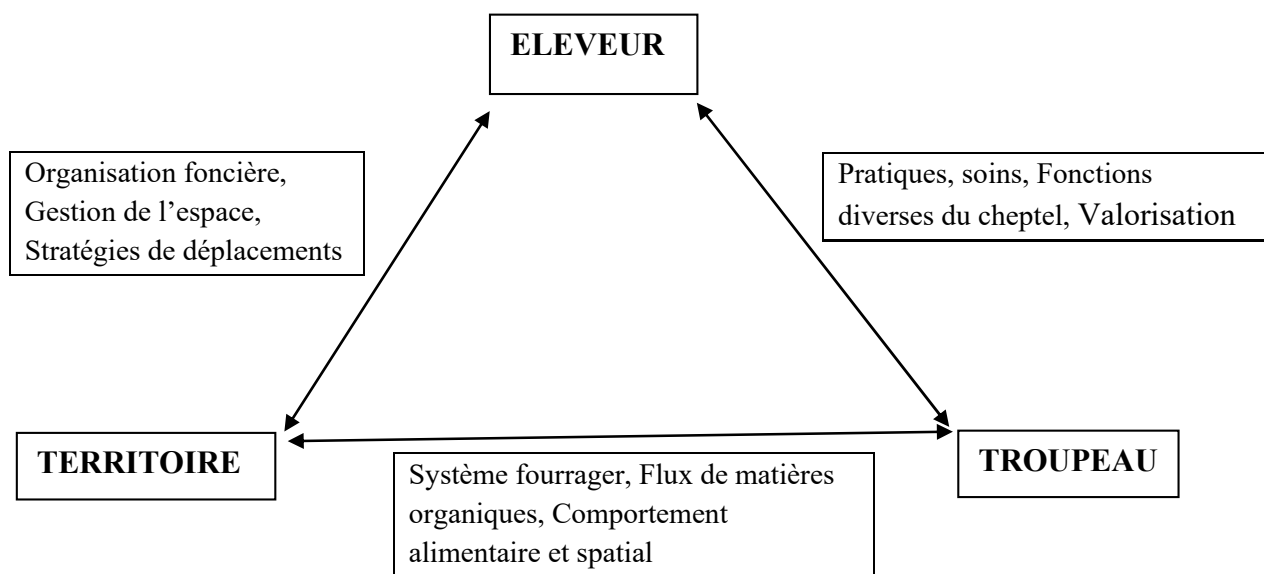 ELEVEUR
Organisation foncière,
Gestion de l’espace,
Stratégies de déplacements
Pratiques, soins, Fonctions
diverses du cheptel, Valorisation
TERRITOIRE
TROUPEAU
Système fourrager, Flux de matières
organiques, Comportement
alimentaire et spatial